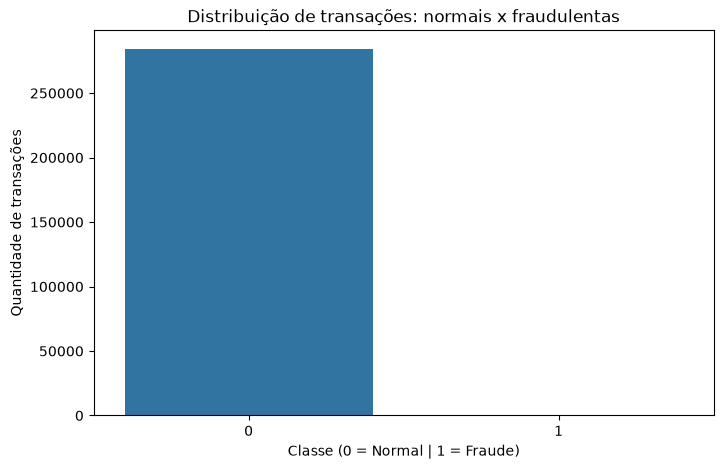 Distribuição de transações: normais x fraudulentas
Quantidade de transações
250000
200000
150000
100000
50000
0
0 1
Classe (0 = Normal | 1 = Fraude)